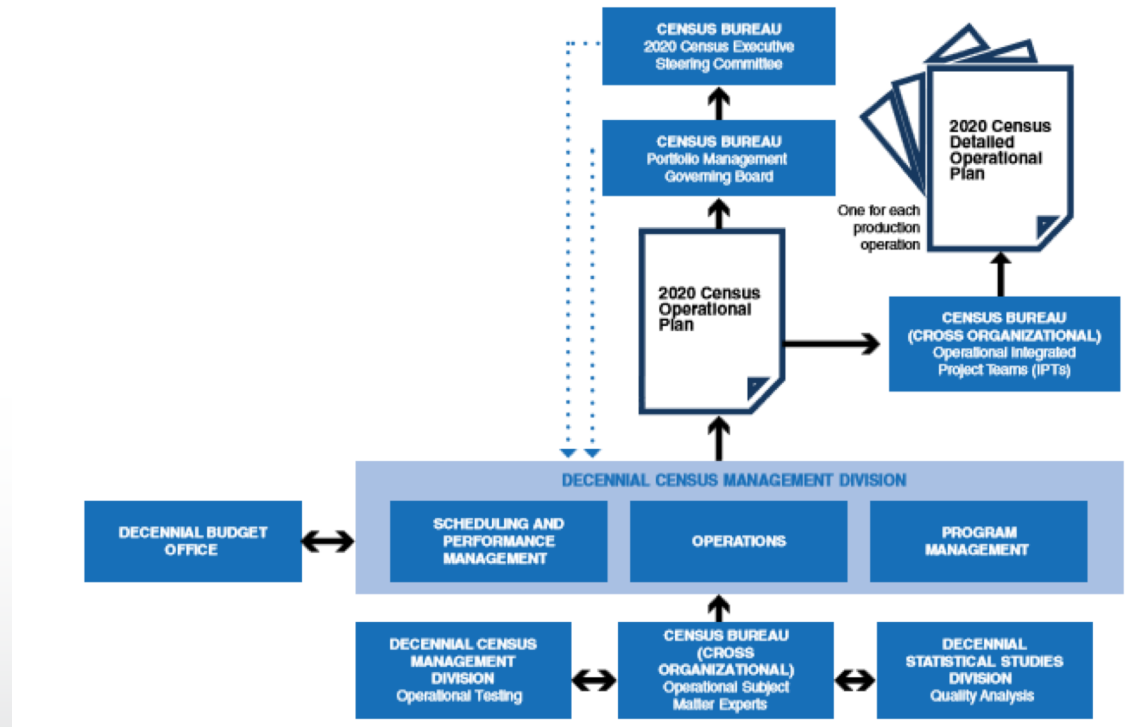 CENSUS BUREAU
2020 Census Executive
Steering Committee
CENSUS BUREAU
Portfolio Management
Governing Board
2020 Census
Detailed
Operational
Plan
One for each
production
operation
2020 Census
Operational
Plan
CENSUS BUREAU
(CROSS ORGANIZATIONAL)
Operational Integrated
Project Teams (IPTs)
DECENNIAL CENSUS MANAGEMENT DIVISION
DECENNIAL BUDGET
OFFICE
SCHEDULING AND
PERFORMANCE
MANAGEMENT
OPERATIONS
PROGRAM
MANAGEMENT
DECENNIAL CENSUS
MANAGEMENT
DIVISION
Operational Testing
CENSUS BUREAU
(CROSS
ORGANIZATIONAL)
Operational Subject
Matter Experts
DECENNIAL
STATISTICAL STUDIES
DIVISION
Quality Analysis